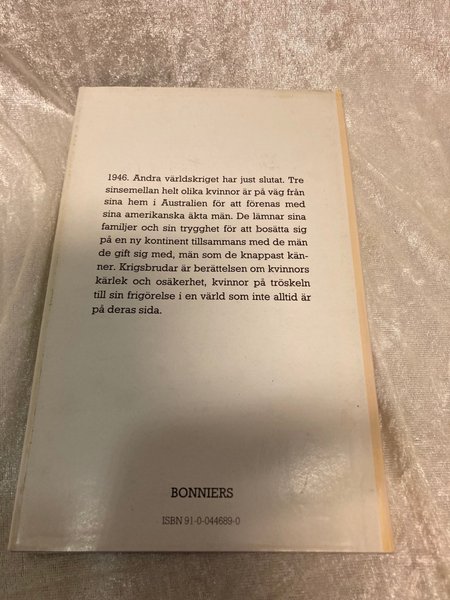 1946. Andra världskriget har just slutat. Tre
sinsemellan helt olika kvinnor är på väg från
sina hem i Australien för att förenas med
sina amerikanska äkta män. De lämnar sina
familjer och sin trygghet för att bosätta sig
på en ny kontinent tillsammans med de män
de gift sig med, män som de knappast kän-
ner. Krigsbrudar är berättelsen om kvinnors
kärlek och osäkerhet, kvinnor på tröskeln
till sin frigörelse i en värld som inte alltid är
på deras sida.
BONNIERS
ISBN 91-0-044689-0